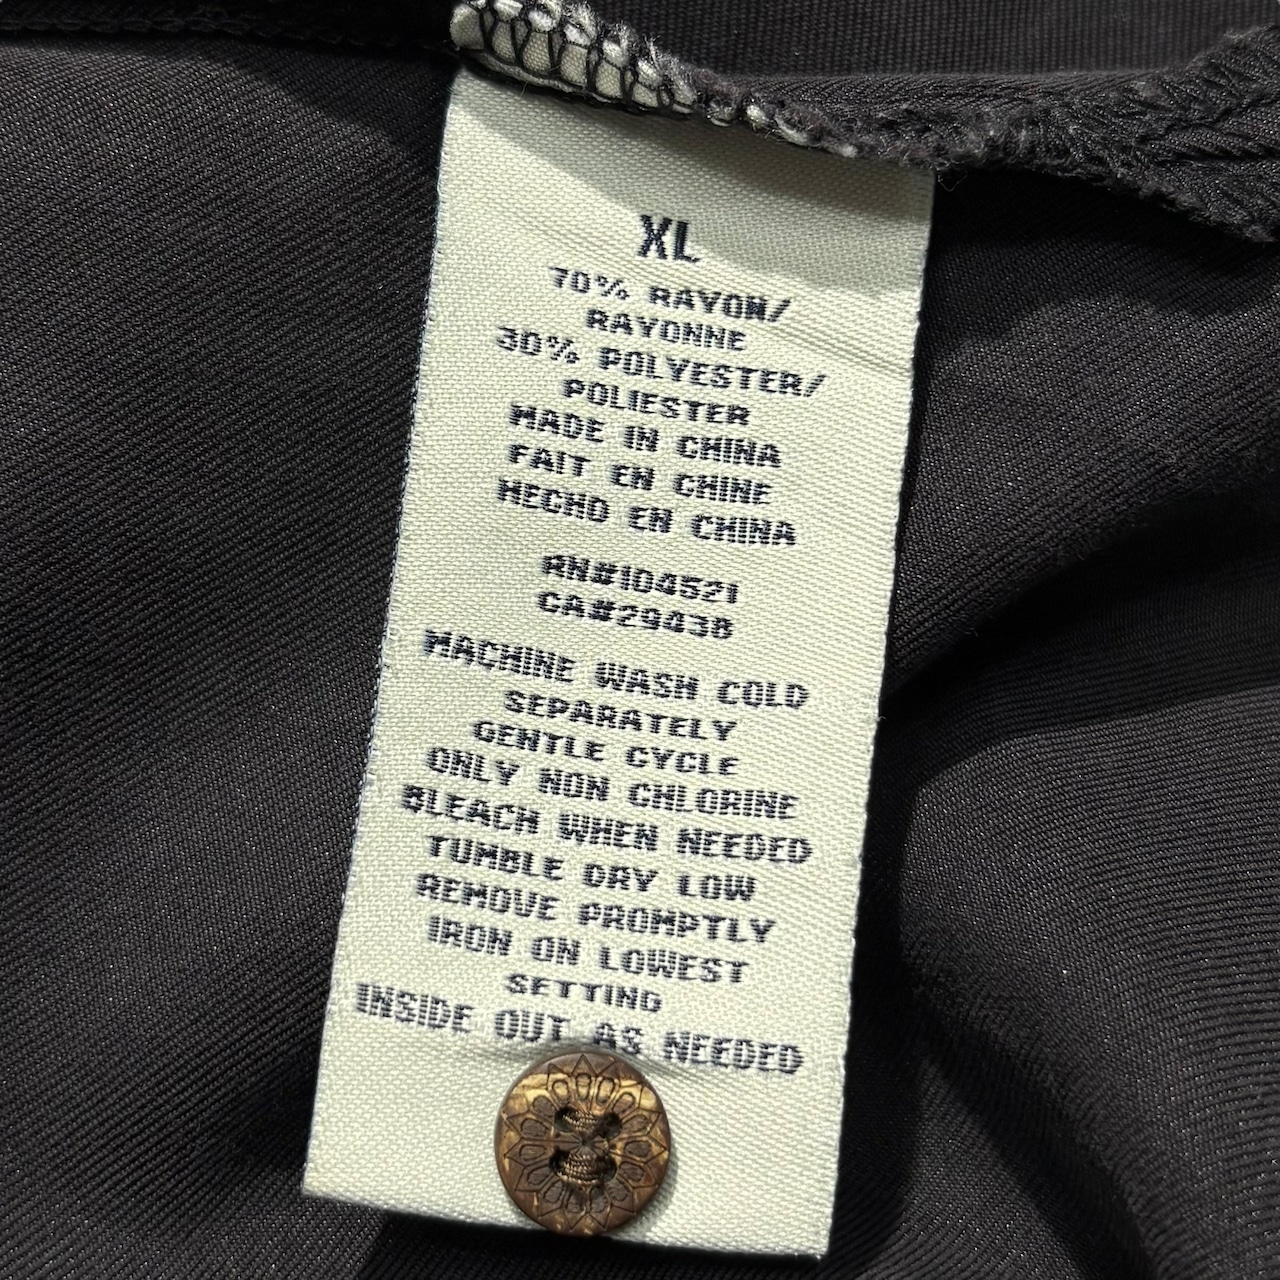 XL
70% RAYON/
RAYONNE
30% POLYESTER/
POLIESTER
MADE IN CHINA
FAIT EN CHINE
HECHO EN CHINA
RN#104521
CA#29438
MACHINE WASH COLD
SEPARATELY
GENTLE CYCLE
ONLY NON CHLORINE
BLEACH WHEN NEEDED
TUMBLE DRY LOW
REMOVE PROMPTLY
IRON ON LOWEST
SETTING
INSIDE OUT AS NEEDED